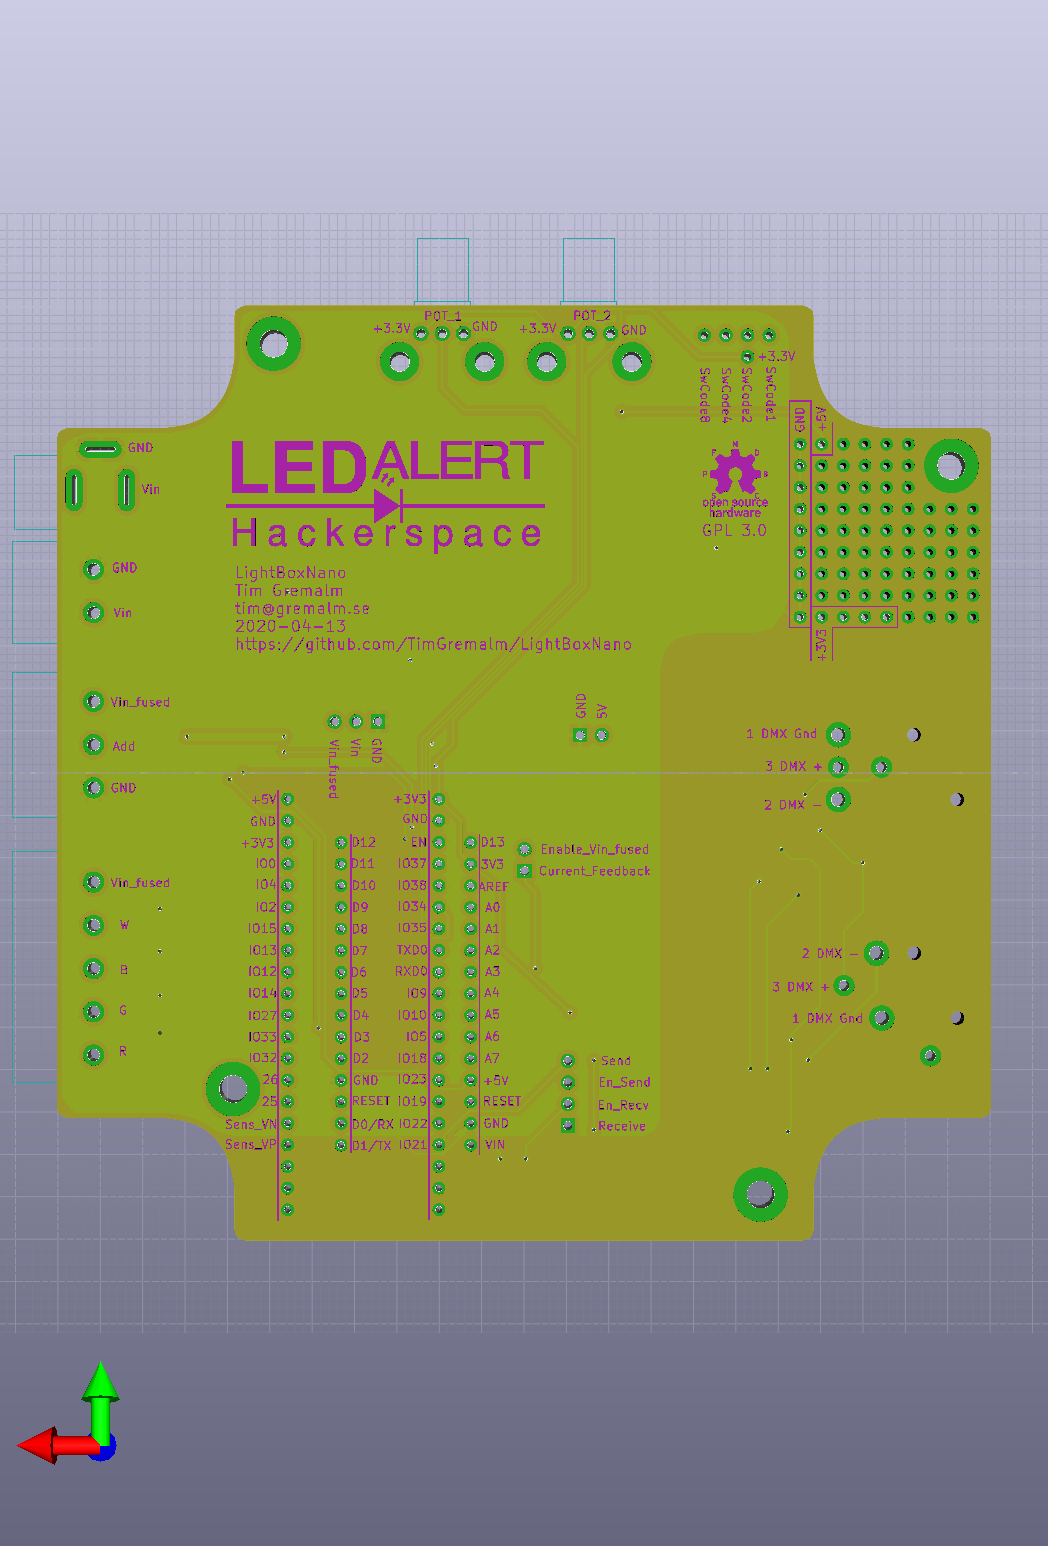 POT_1
+3.3V
GND
POT_2
+3.3V
GND
+3.3V
SwCode8
SwCode4
SwCode2
SwCode1
GND
+5V
GND
Vin
LED ALERT
Hackerspace
open source
hardware
GPL 3.0
LightBoxNano
Tim Gremalm
tim@gremalm.se
2020-04-13
https://github.com/TimGremalm/LightBoxNano
+3V3
GND
Vin
Vin_fused
Add
GND
Vin_fused
W
B
G
R
Vin_fused
Vin
GND
GND
5V
1 DMX Gnd
3 DMX +
2 DMX -
2 DMX -
3 DMX +
1 DMX Gnd
Enable_Vin_fused
Current_Feedback
+5V
GND
+3V3
IO0
IO4
IO2
IO15
IO13
IO12
IO14
IO27
IO33
IO32
26
25
Sens_VN
Sens_VP
D12
D11
D10
D9
D8
D7
D6
D5
D4
D3
D2
GND
RESET
D0/RX
D1/TX
+3V3
GND
EN
IO37
IO38
IO34
IO35
TXD0
RXD0
IO9
IO10
IO5
IO18
IO23
IO19
IO22
IO21
D13
3V3
AREF
A0
A1
A2
A3
A4
A5
A6
A7
+5V
RESET
GND
VIN
Send
En_Send
En_Recv
Receive